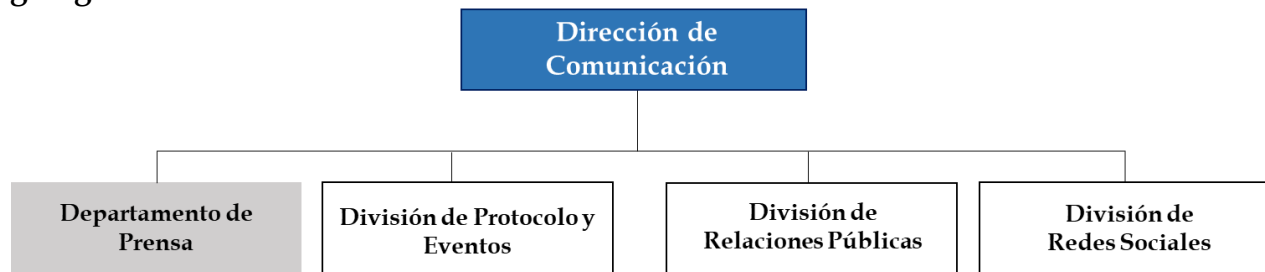 Dirección de
Comunicación
Departamento de
Prensa
División de Protocolo y
Eventos
División de
Relaciones Públicas
División de
Redes Sociales